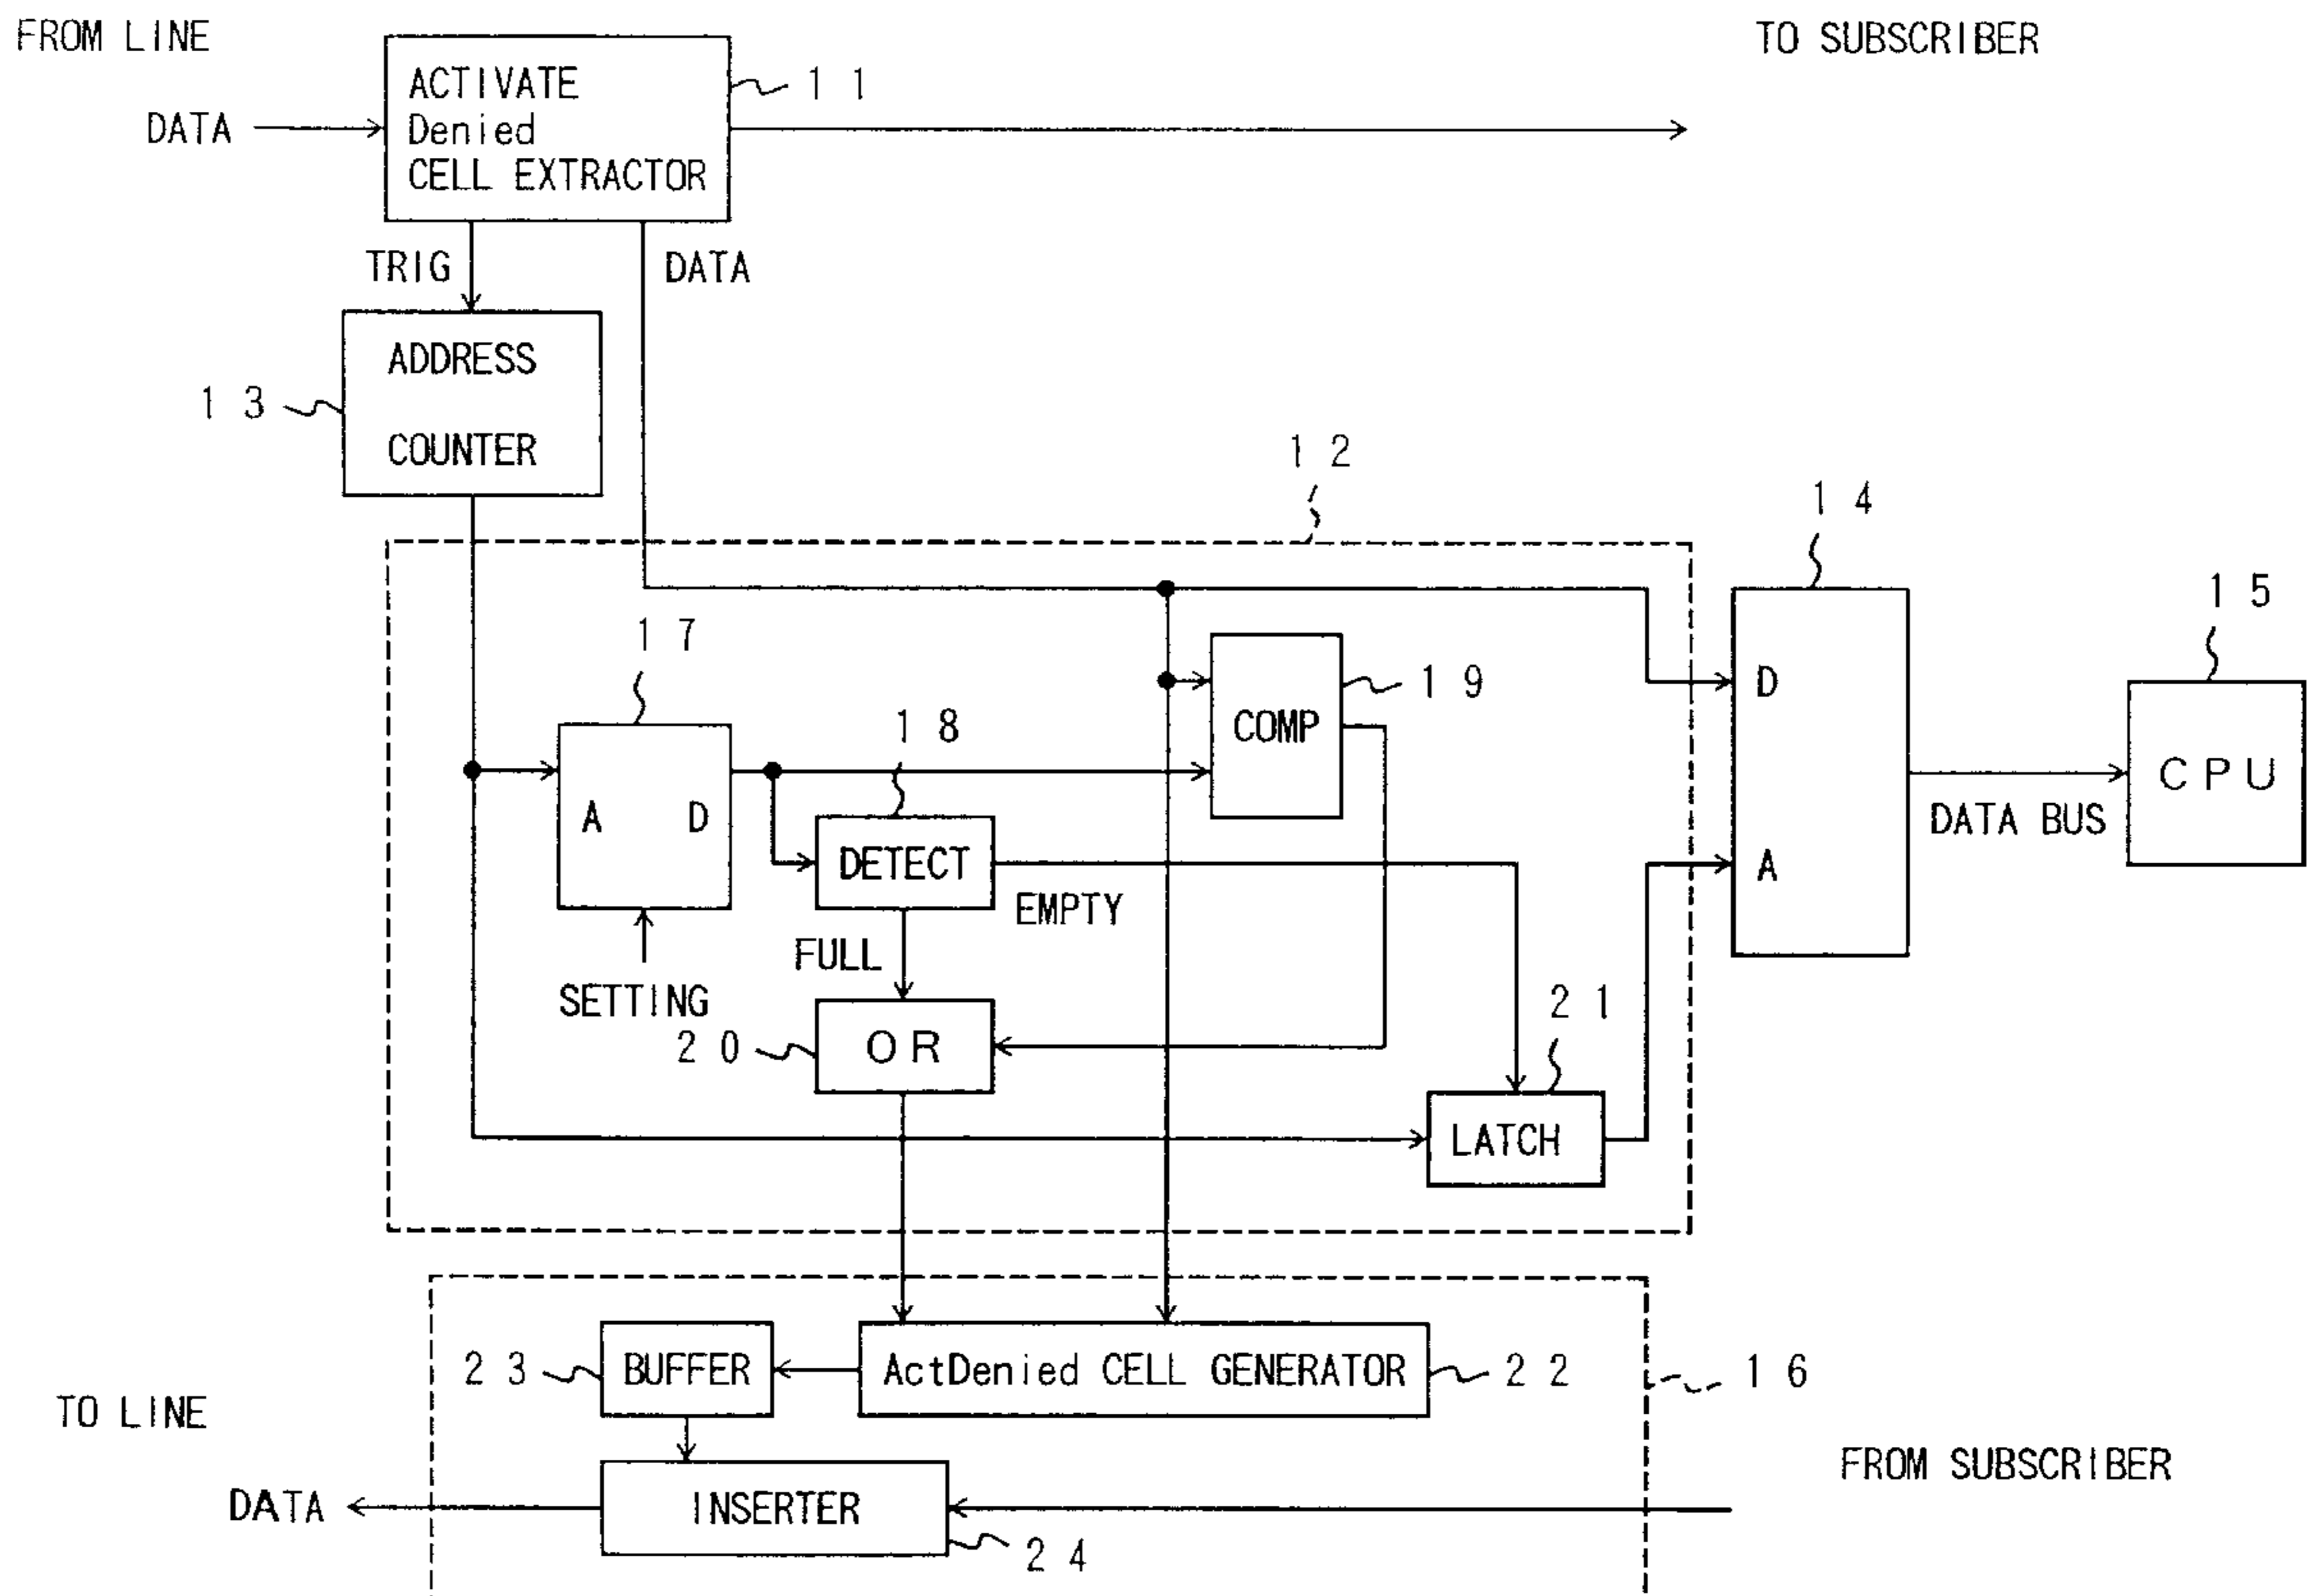 FROM LINE
TO SUBSCRIBER
ACTIVATE
Denied
CELL EXTRACTOR
11
DATA
TRIG
DATA
ADDRESS
COUNTER
13
12
14
15
17
18
19
COMP
D
A
D
DETECT
EMPTY
FULL
SETTING
20
OR
21
LATCH
A
DATA BUS
CPU
23
BUFFER
ActDenied CELL GENERATOR
22
16
TO LINE
FROM SUBSCRIBER
DATA
INSERTER
24